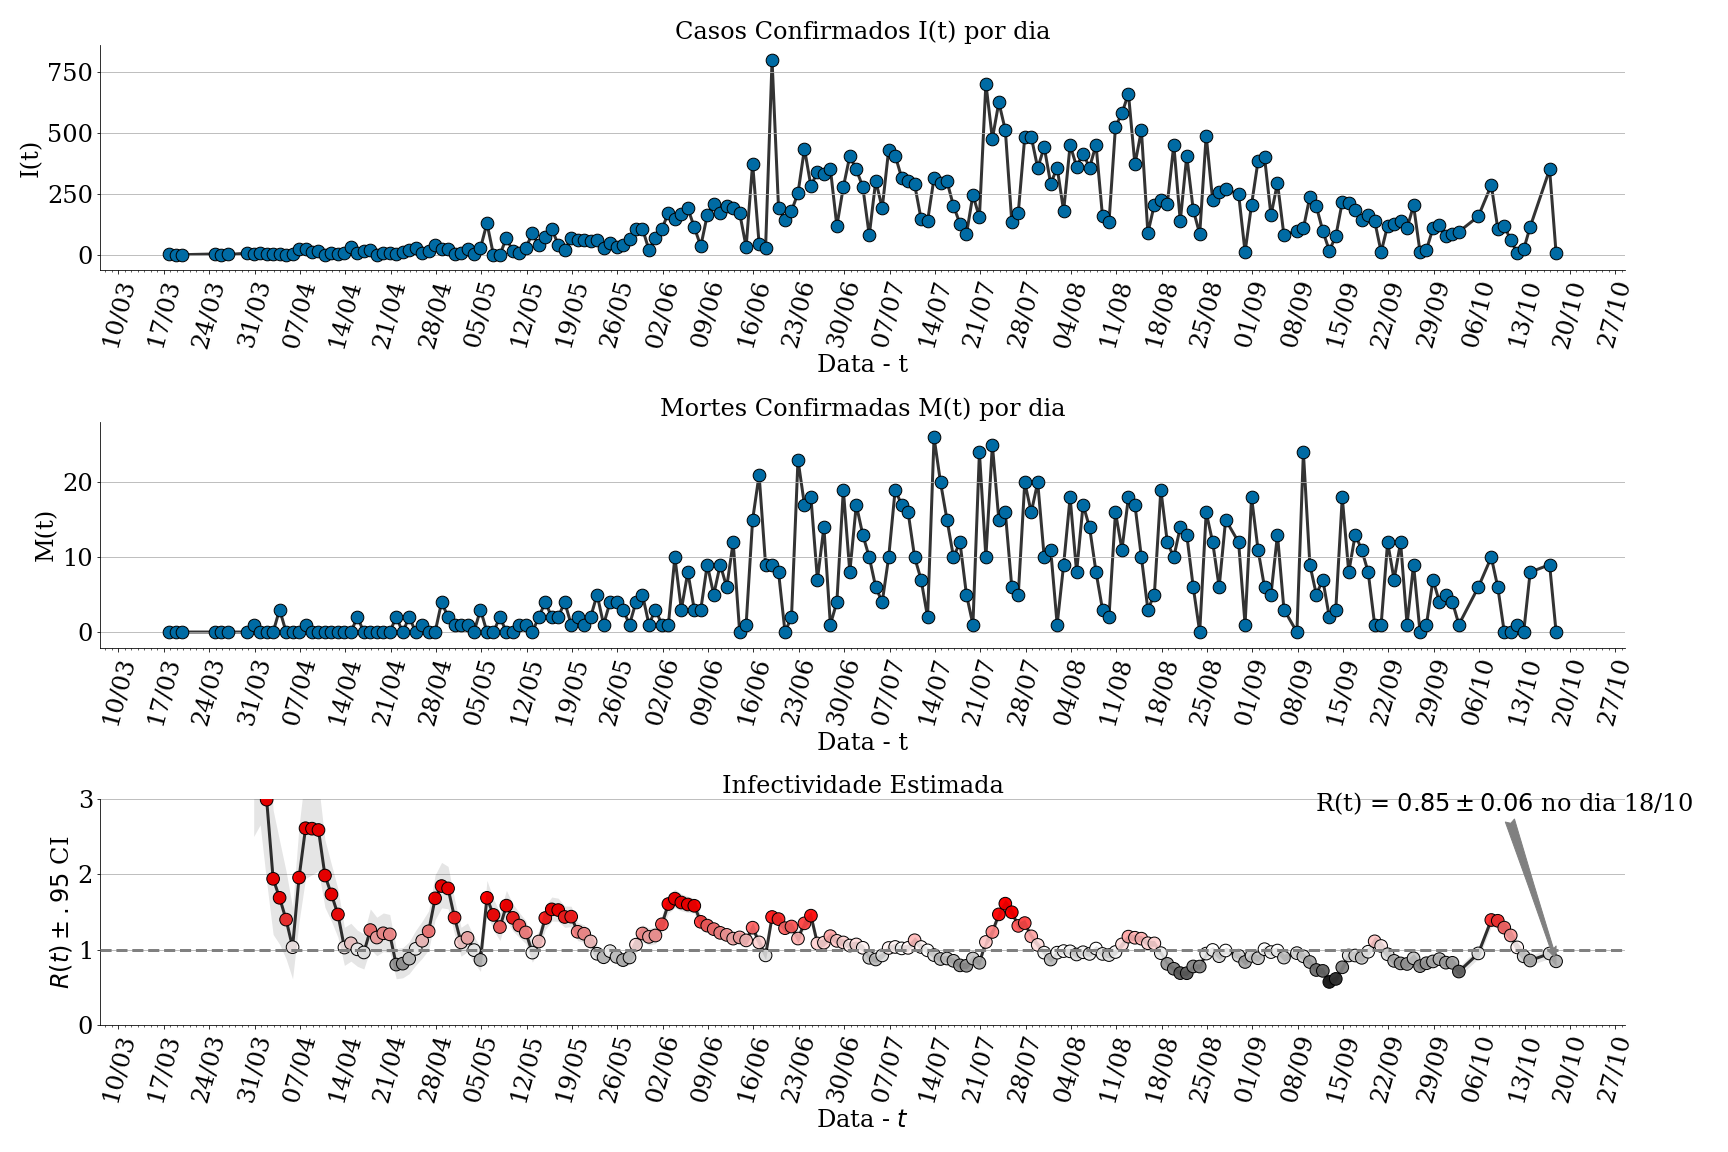 Casos Confirmados I(t) por dia
I(t)
750
500
250
0
10/03 17/03 24/03 31/03 07/04 14/04 21/04 28/04 05/05 12/05 19/05 26/05 02/06 09/06 16/06 23/06 30/06 07/07 14/07 21/07 28/07 04/08 11/08 18/08 25/08 01/09 08/09 15/09 22/09 29/09 06/10 13/10 20/10 27/10
Data - t
Mortes Confirmadas M(t) por dia
M(t)
20
10
0
10/03 17/03 24/03 31/03 07/04 14/04 21/04 28/04 05/05 12/05 19/05 26/05 02/06 09/06 16/06 23/06 30/06 07/07 14/07 21/07 28/07 04/08 11/08 18/08 25/08 01/09 08/09 15/09 22/09 29/09 06/10 13/10 20/10 27/10
Data - t
Infectividade Estimada
R(t) = 0.85 ± 0.06 no dia 18/10
R(t) ± .95 CI
3
2
1
0
10/03 17/03 24/03 31/03 07/04 14/04 21/04 28/04 05/05 12/05 19/05 26/05 02/06 09/06 16/06 23/06 30/06 07/07 14/07 21/07 28/07 04/08 11/08 18/08 25/08 01/09 08/09 15/09 22/09 29/09 06/10 13/10 20/10 27/10
Data - t